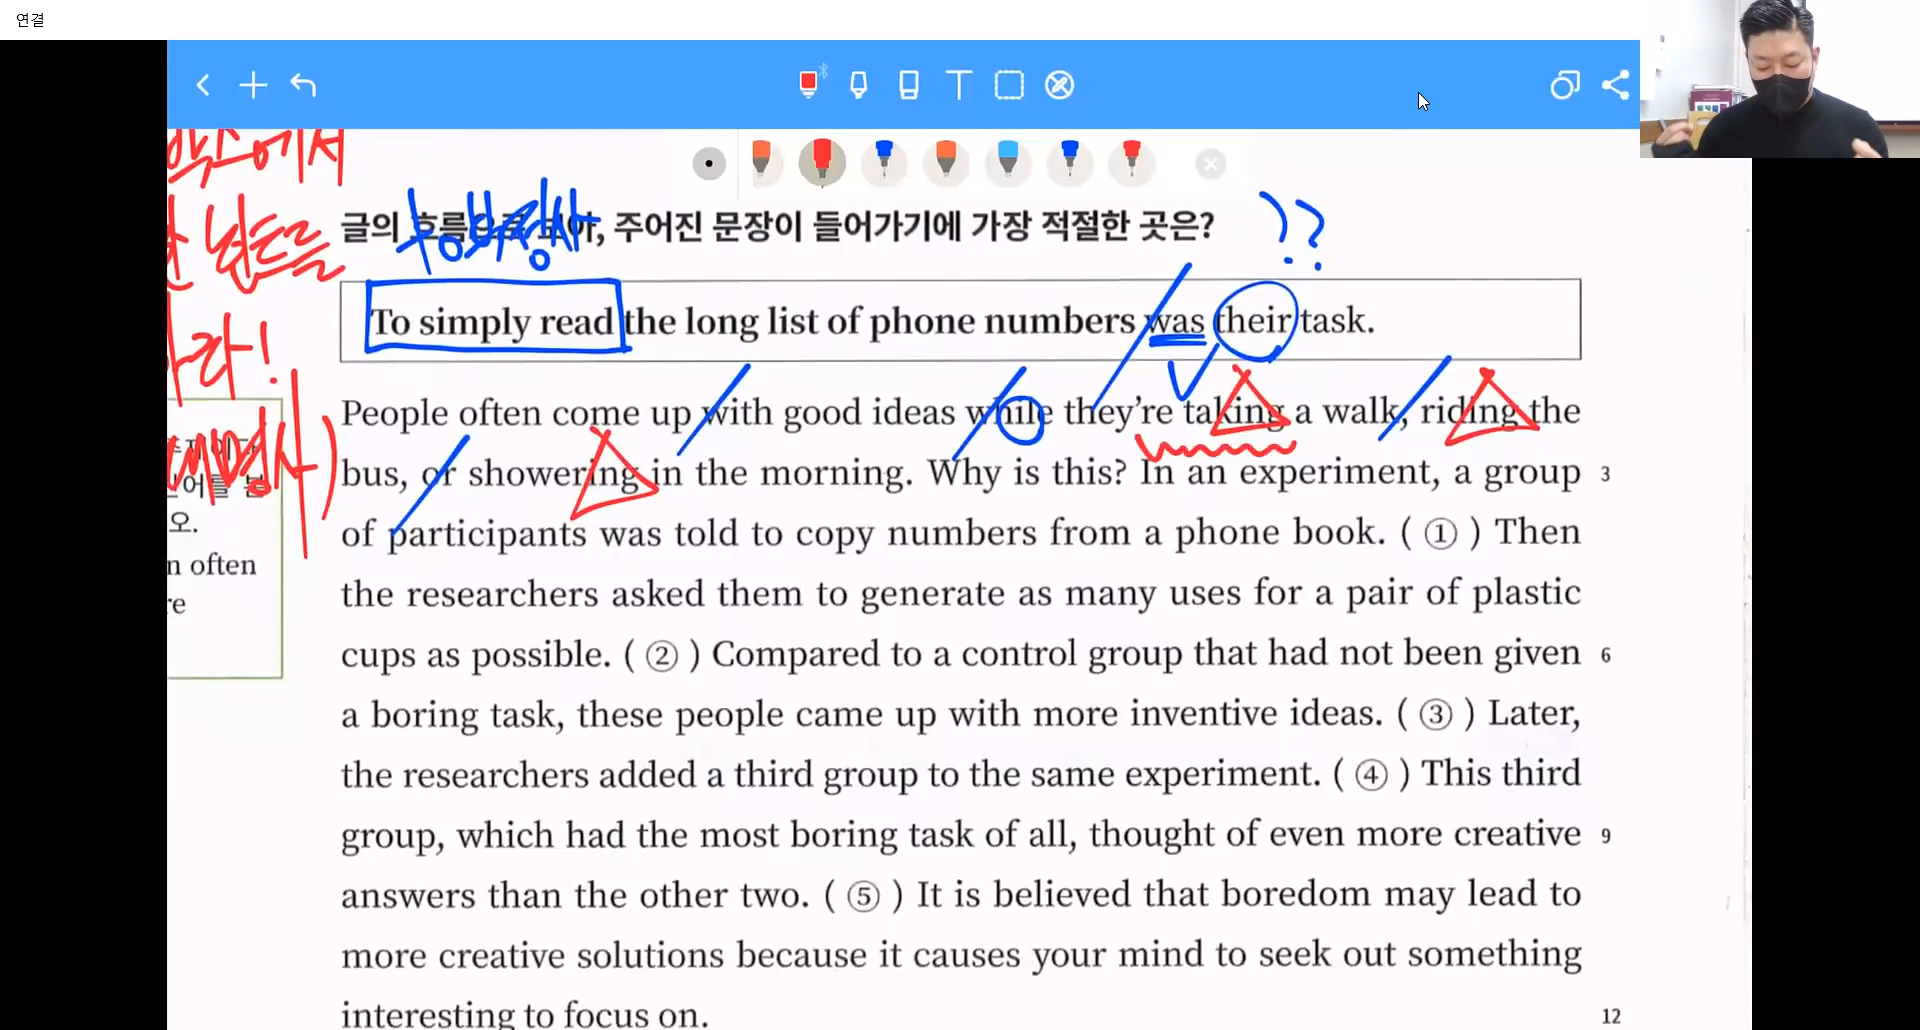 연결
글의 흐름으로 보아, 주어진 문장이 들어가기에 가장 적절한 곳은?
??
To simply read the long list of phone numbers was their task.
People often come up with good ideas while they're taking a walk, riding the
bus, or showering in the morning. Why is this? In an experiment, a group 3
of participants was told to copy numbers from a phone book. ( ① ) Then
the researchers asked them to generate as many uses for a pair of plastic
cups as possible. ( ② ) Compared to a control group that had not been given 6
a boring task, these people came up with more inventive ideas. ( ③ ) Later,
the researchers added a third group to the same experiment. ( ④ ) This third
group, which had the most boring task of all, thought of even more creative 9
answers than the other two. ( ⑤ ) It is believed that boredom may lead to
more creative solutions because it causes your mind to seek out something
interesting to focus on. 12
에서
오.
n often
re